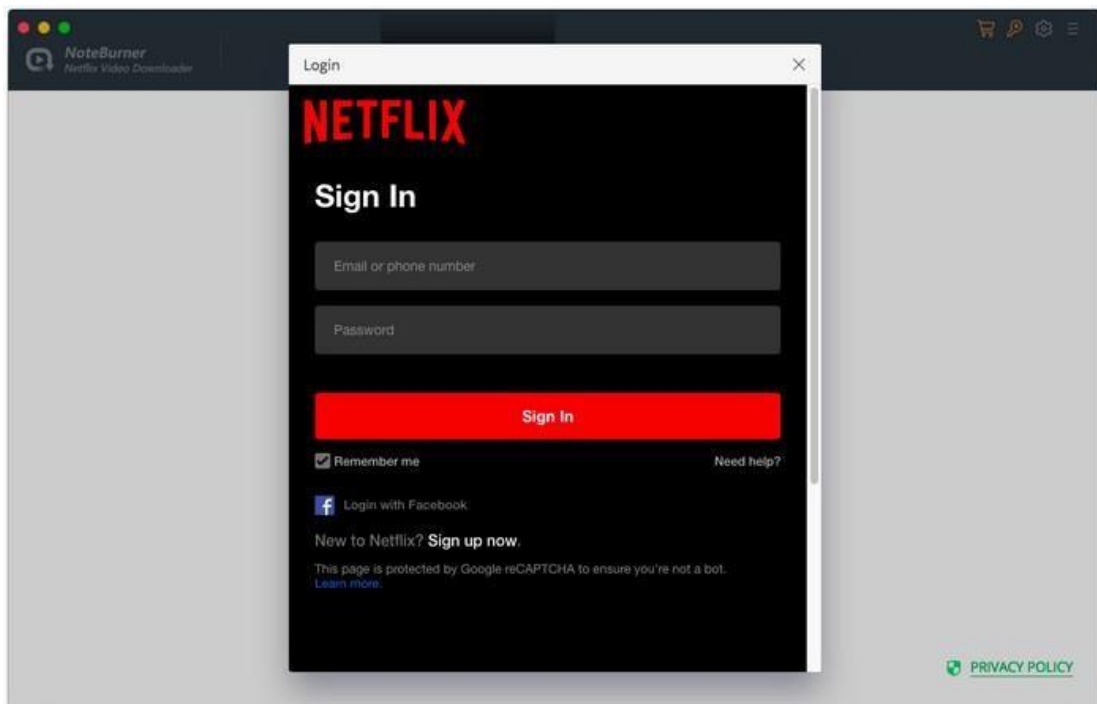 NoteBurner
Netflix Video Downloader
Login
NETFLIX
Sign In
Email or phone number
Password
Sign In
Remember me
Need help?
Login with Facebook
New to Netflix? Sign up now.
This page is protected by Google reCAPTCHA to ensure you're not a bot.
Learn more.
PRIVACY POLICY